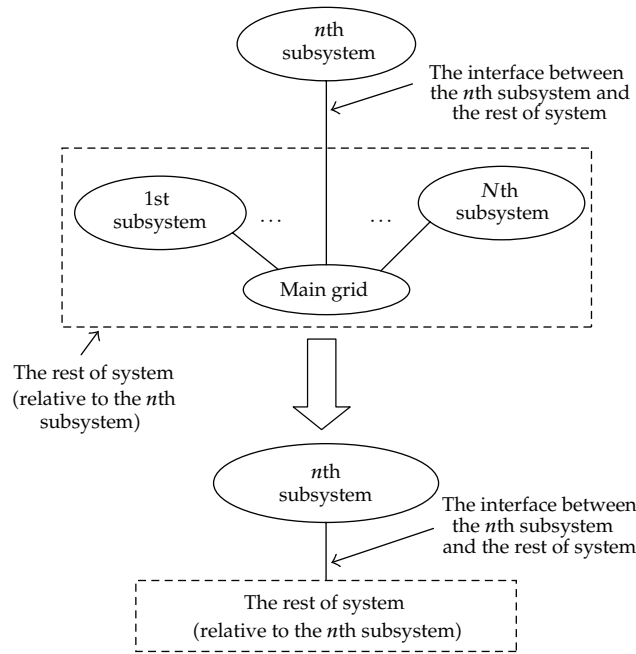 nth
subsystem
The interface between
the nth subsystem and
the rest of system
1st
subsystem
...
...
Nth
subsystem
Main grid
The rest of system
(relative to the nth
subsystem)
nth
subsystem
The interface between
the nth subsystem
and the rest of system
The rest of system
(relative to the nth subsystem)